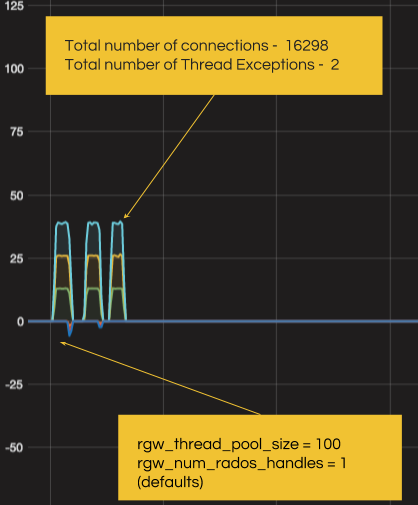 125
Total number of connections - 16298
Total number of Thread Exceptions - 2
100
75
50
25
0
-25
rgw_thread_pool_size = 100
rgw_num_rados_handles = 1
-50
(defaults)